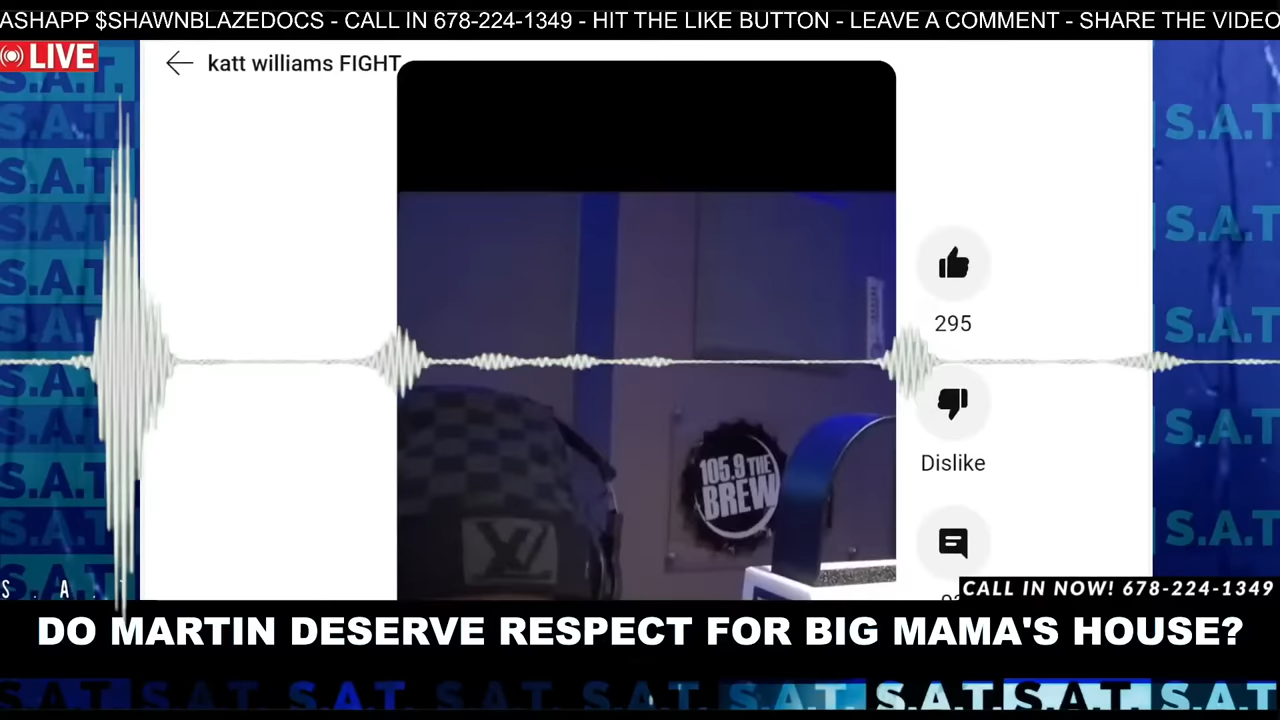 ASHAPP $SHAWNBLAZEDOCS - CALL IN 678-224-1349 - HIT THE LIKE BUTTON - LEAVE A COMMENT - SHARE THE VIDEO
LIVE
katt williams FIGHT
S.A.T.
S.A.T.
S.A.T.
S.A.T.
S.A.T.
S.A.T.
S.A.T.
S.A.T.
295
105.9 THE
BREW
LV
Dislike
CALL IN NOW! 678-224-1349
S . A .
DO MARTIN DESERVE RESPECT FOR BIG MAMA'S HOUSE?
S.A.T. S.A.T. S.A.T. S.A.T. S.A.T. S.A.T. S.A.T. S.A.T. S.A.T.